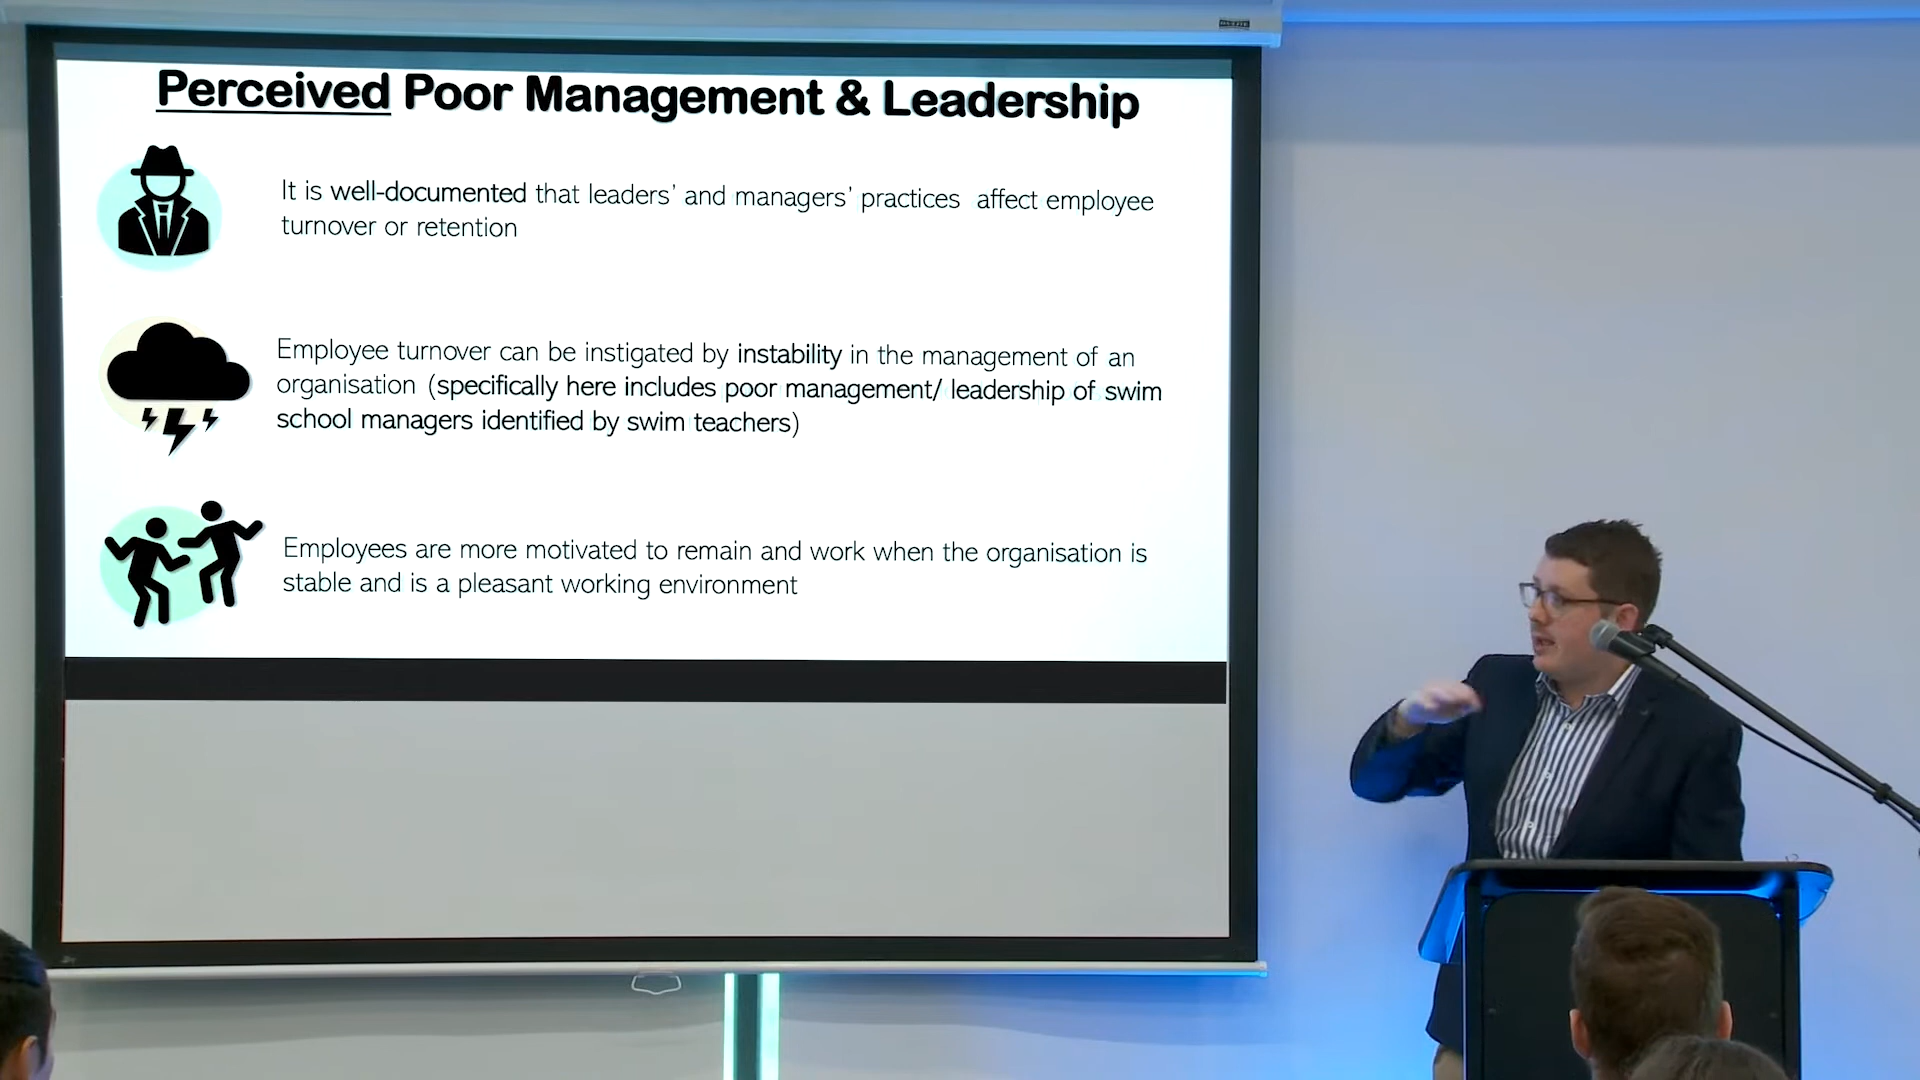 Perceived Poor Management & Leadership
It is well-documented that leaders' and managers' practices affect employee
turnover or retention
Employee turnover can be instigated by instability in the management of an
organisation (specifically here includes poor management/ leadership of swim
school managers identified by swim teachers)
Employees are more motivated to remain and work when the organisation is
stable and is a pleasant working environment